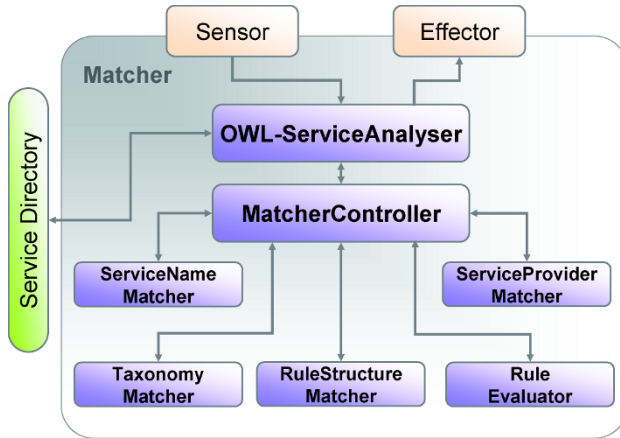 Sensor
Effector
Matcher
OWL-ServiceAnalyser
Service Directory
MatcherController
ServiceName
Matcher
ServiceProvider
Matcher
Taxonomy
Matcher
RuleStructure
Matcher
Rule
Evaluator